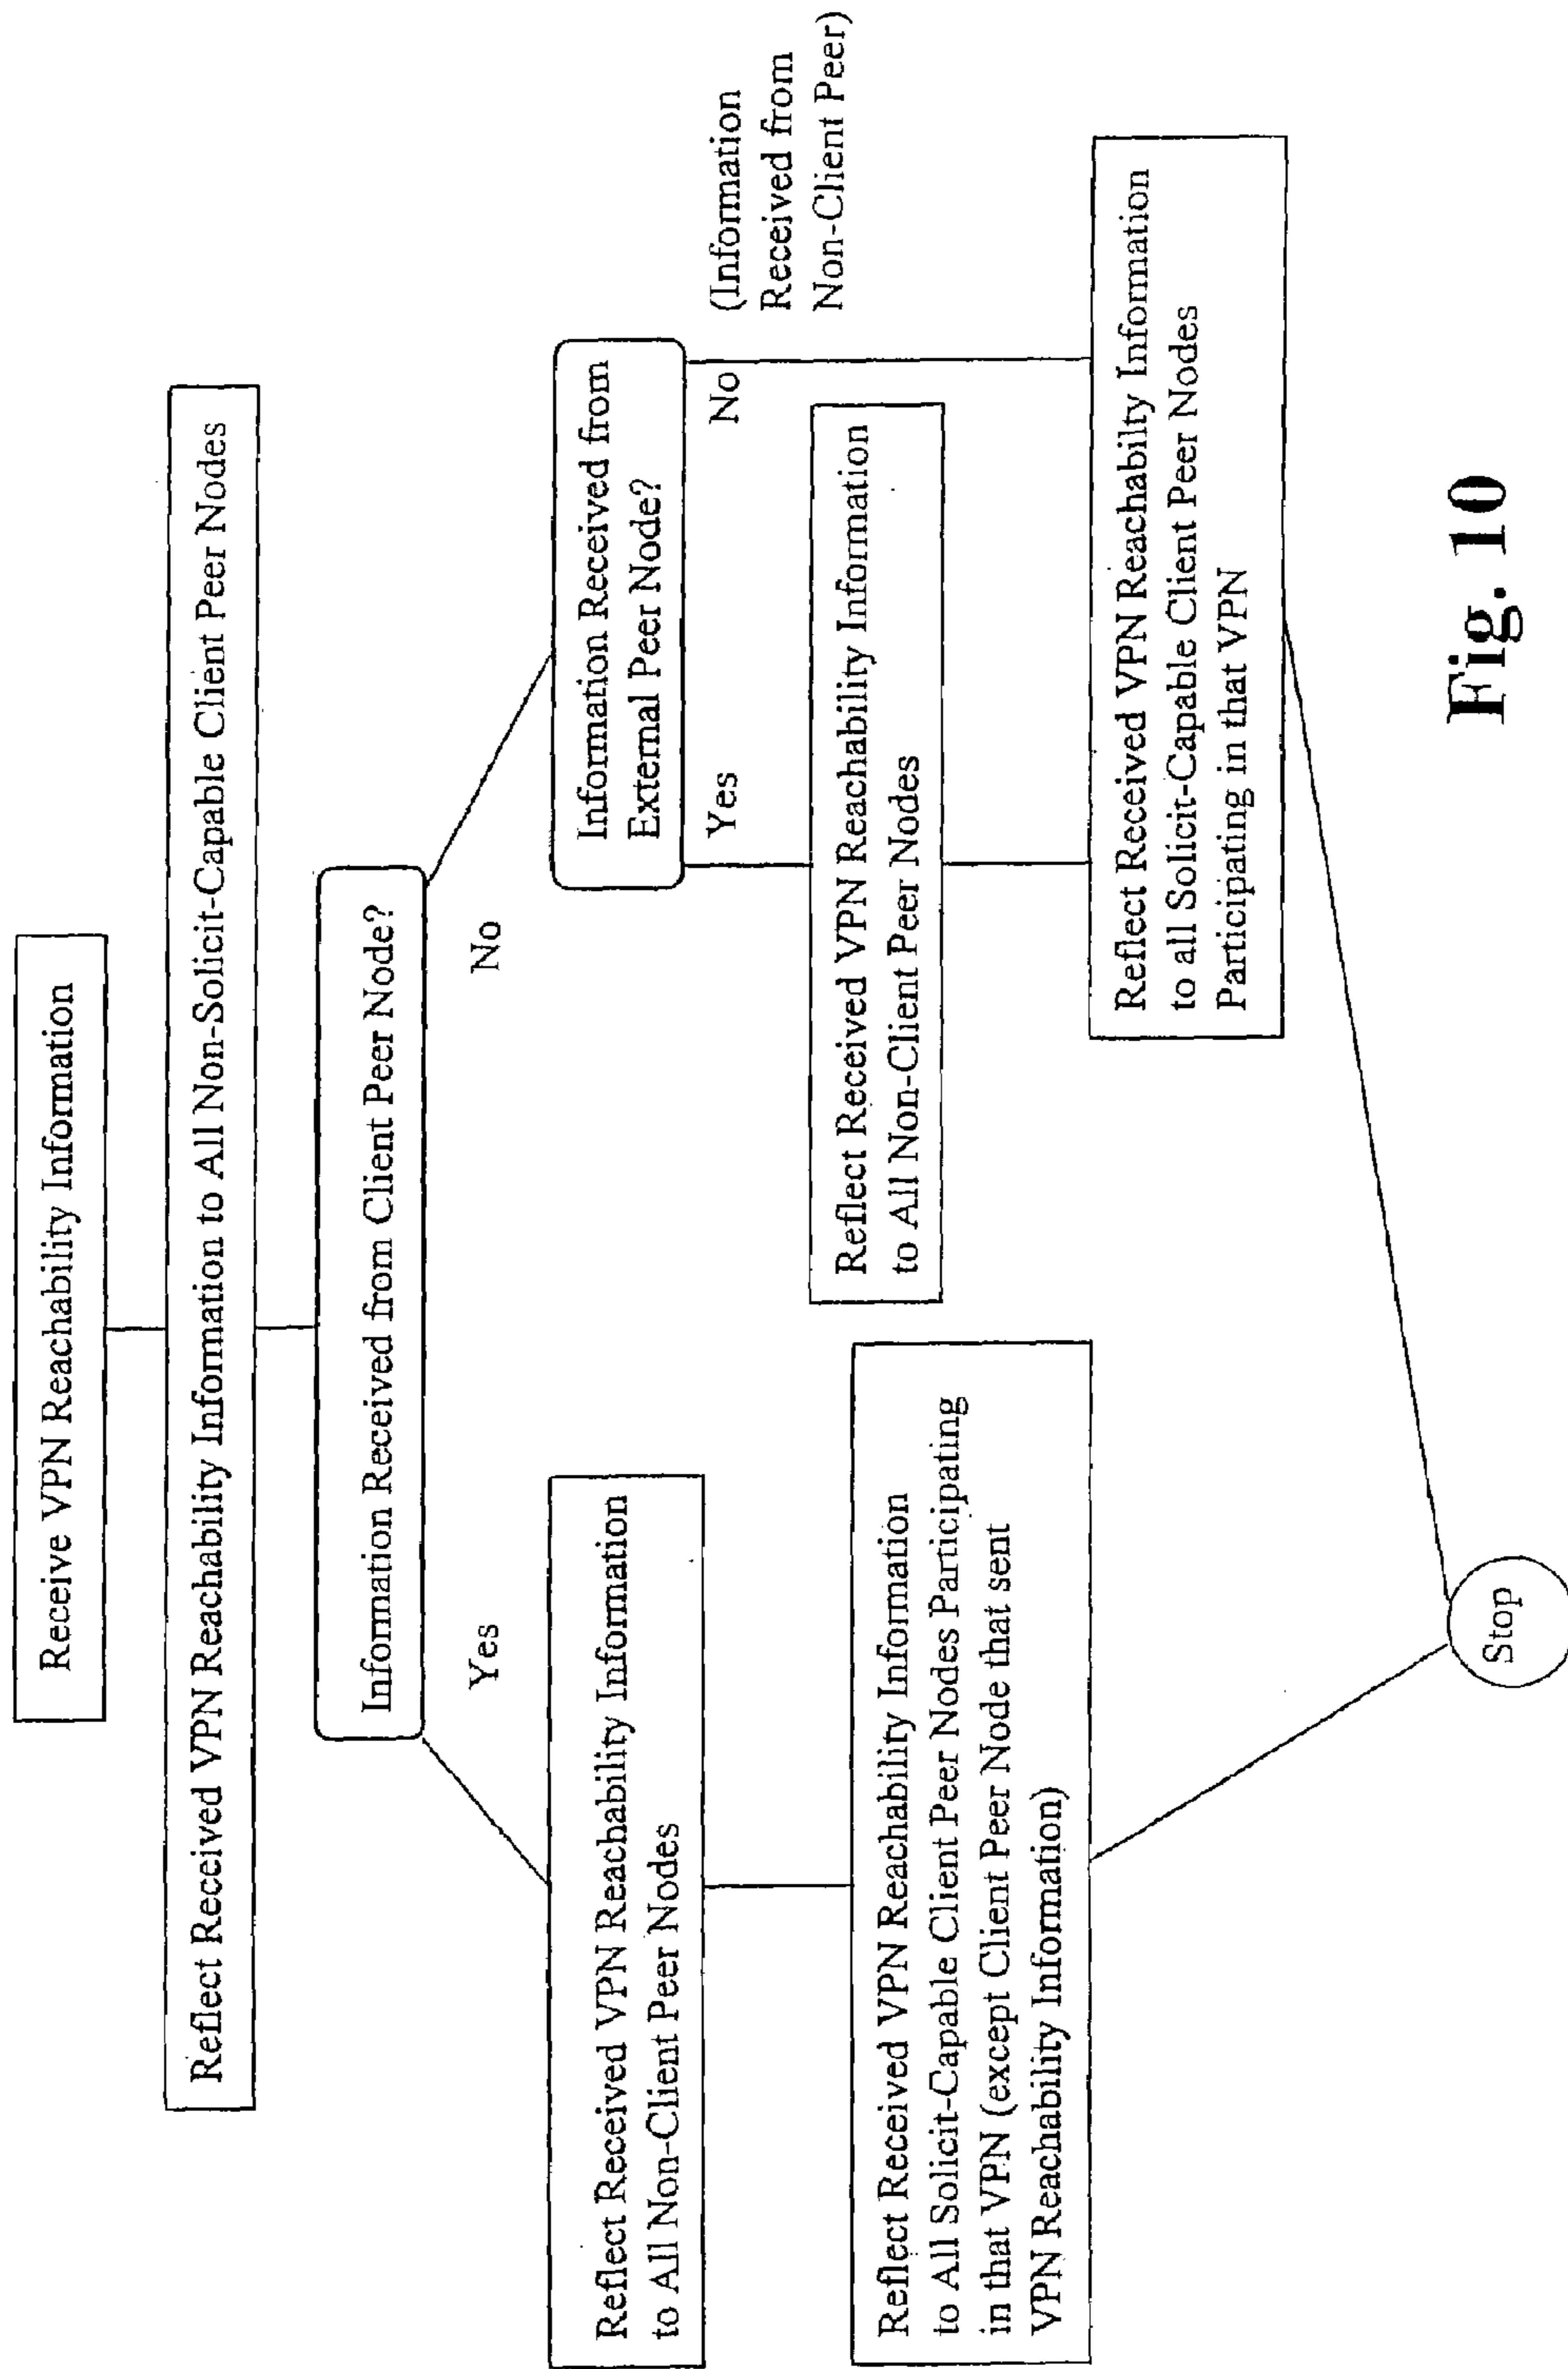 Receive VPN Reachability Information
Reflect Received VPN Reachability Information to All Non-Solicit-Capable Client Peer Nodes
Information Received from Client Peer Node?
Yes
No
Reflect Received VPN Reachability Information
to All Non-Client Peer Nodes
Information Received from
External Peer Node?
Yes
No
(Information
Received from
Non-Client Peer)
Reflect Received VPN Reachability Information
to All Non-Client Peer Nodes
Reflect Received VPN Reachability Information
to All Solicit-Capable Client Peer Nodes Participating
in that VPN (except Client Peer Node that sent
VPN Reachability Information)
Reflect Received VPN Reachabilty Information
to all Solicit-Capable Client Peer Nodes
Participating in that VPN
Stop
Fig. 10